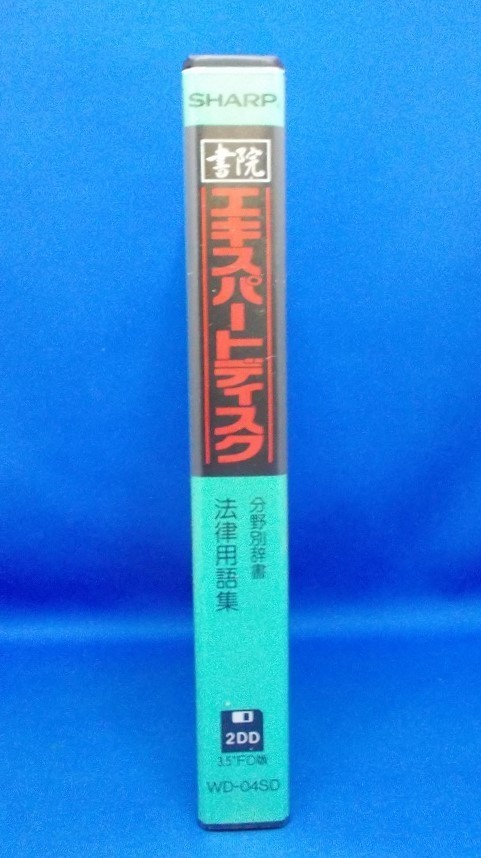 SHARP
書院
エキスパートディスク
分野別辞書
法律用語集
2DD
3.5"FD版
WD-04SD